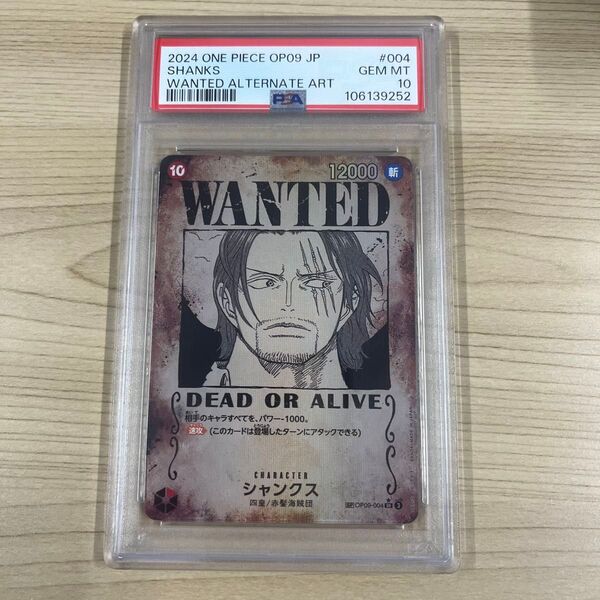 2024 ONE PIECE OP09 JP #004
SHANKS GEM MT
WANTED ALTERNATE ART 10
PSA 106139252
10 12000 斬
WANTED
DEAD OR ALIVE
相手のキャラすべてを、パワー-1000。
速攻 (このカードは登場したターンにアタックできる)
CHARACTER
シャンクス
四皇/赤髪海賊団
SP OP09-004